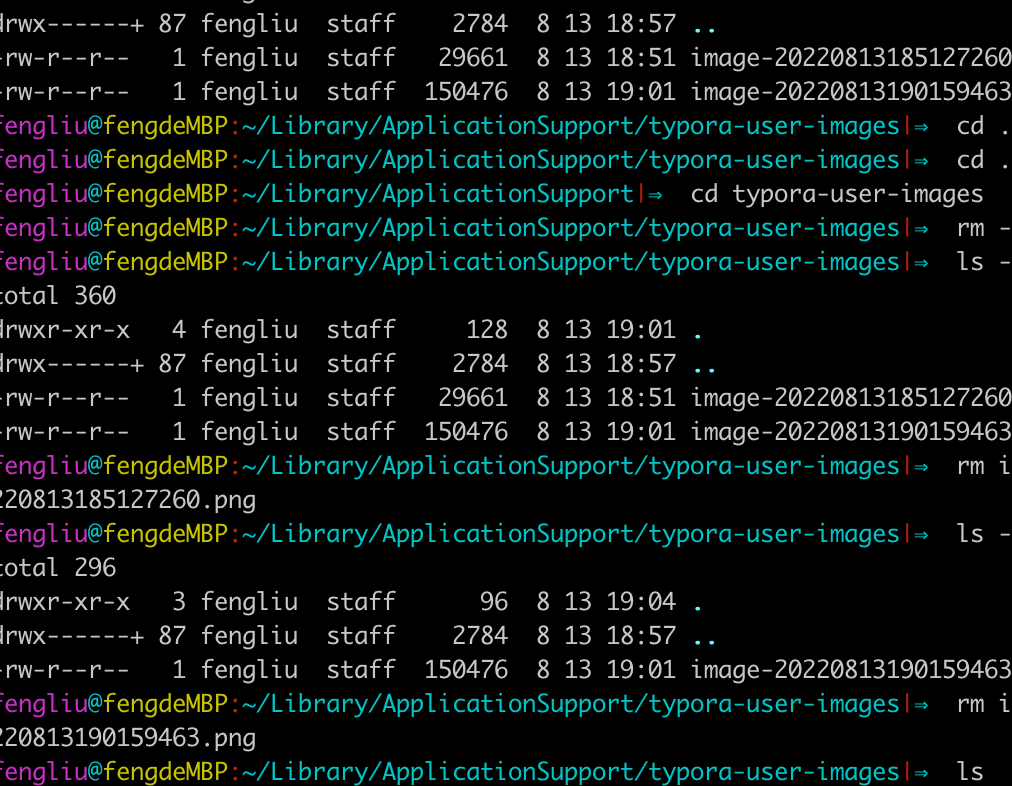 drwx------+ 87 fengliu  staff    2784  8 13 18:57 ..
-rw-r--r--   1 fengliu  staff   29661  8 13 18:51 image-20220813185127260
-rw-r--r--   1 fengliu  staff  150476  8 13 19:01 image-20220813190159463
fengliu@fengdeMBP:~/Library/ApplicationSupport/typora-user-images|⇒  cd .
fengliu@fengdeMBP:~/Library/ApplicationSupport/typora-user-images|⇒  cd .
fengliu@fengdeMBP:~/Library/ApplicationSupport|⇒  cd typora-user-images
fengliu@fengdeMBP:~/Library/ApplicationSupport/typora-user-images|⇒  rm -
fengliu@fengdeMBP:~/Library/ApplicationSupport/typora-user-images|⇒  ls -
total 360
drwxr-xr-x   4 fengliu  staff     128  8 13 19:01 .
drwx------+ 87 fengliu  staff    2784  8 13 18:57 ..
-rw-r--r--   1 fengliu  staff   29661  8 13 18:51 image-20220813185127260
-rw-r--r--   1 fengliu  staff  150476  8 13 19:01 image-20220813190159463
fengliu@fengdeMBP:~/Library/ApplicationSupport/typora-user-images|⇒  rm i
220813185127260.png
fengliu@fengdeMBP:~/Library/ApplicationSupport/typora-user-images|⇒  ls -
total 296
drwxr-xr-x   3 fengliu  staff      96  8 13 19:04 .
drwx------+ 87 fengliu  staff    2784  8 13 18:57 ..
-rw-r--r--   1 fengliu  staff  150476  8 13 19:01 image-20220813190159463
fengliu@fengdeMBP:~/Library/ApplicationSupport/typora-user-images|⇒  rm i
220813190159463.png
fengliu@fengdeMBP:~/Library/ApplicationSupport/typora-user-images|⇒  ls